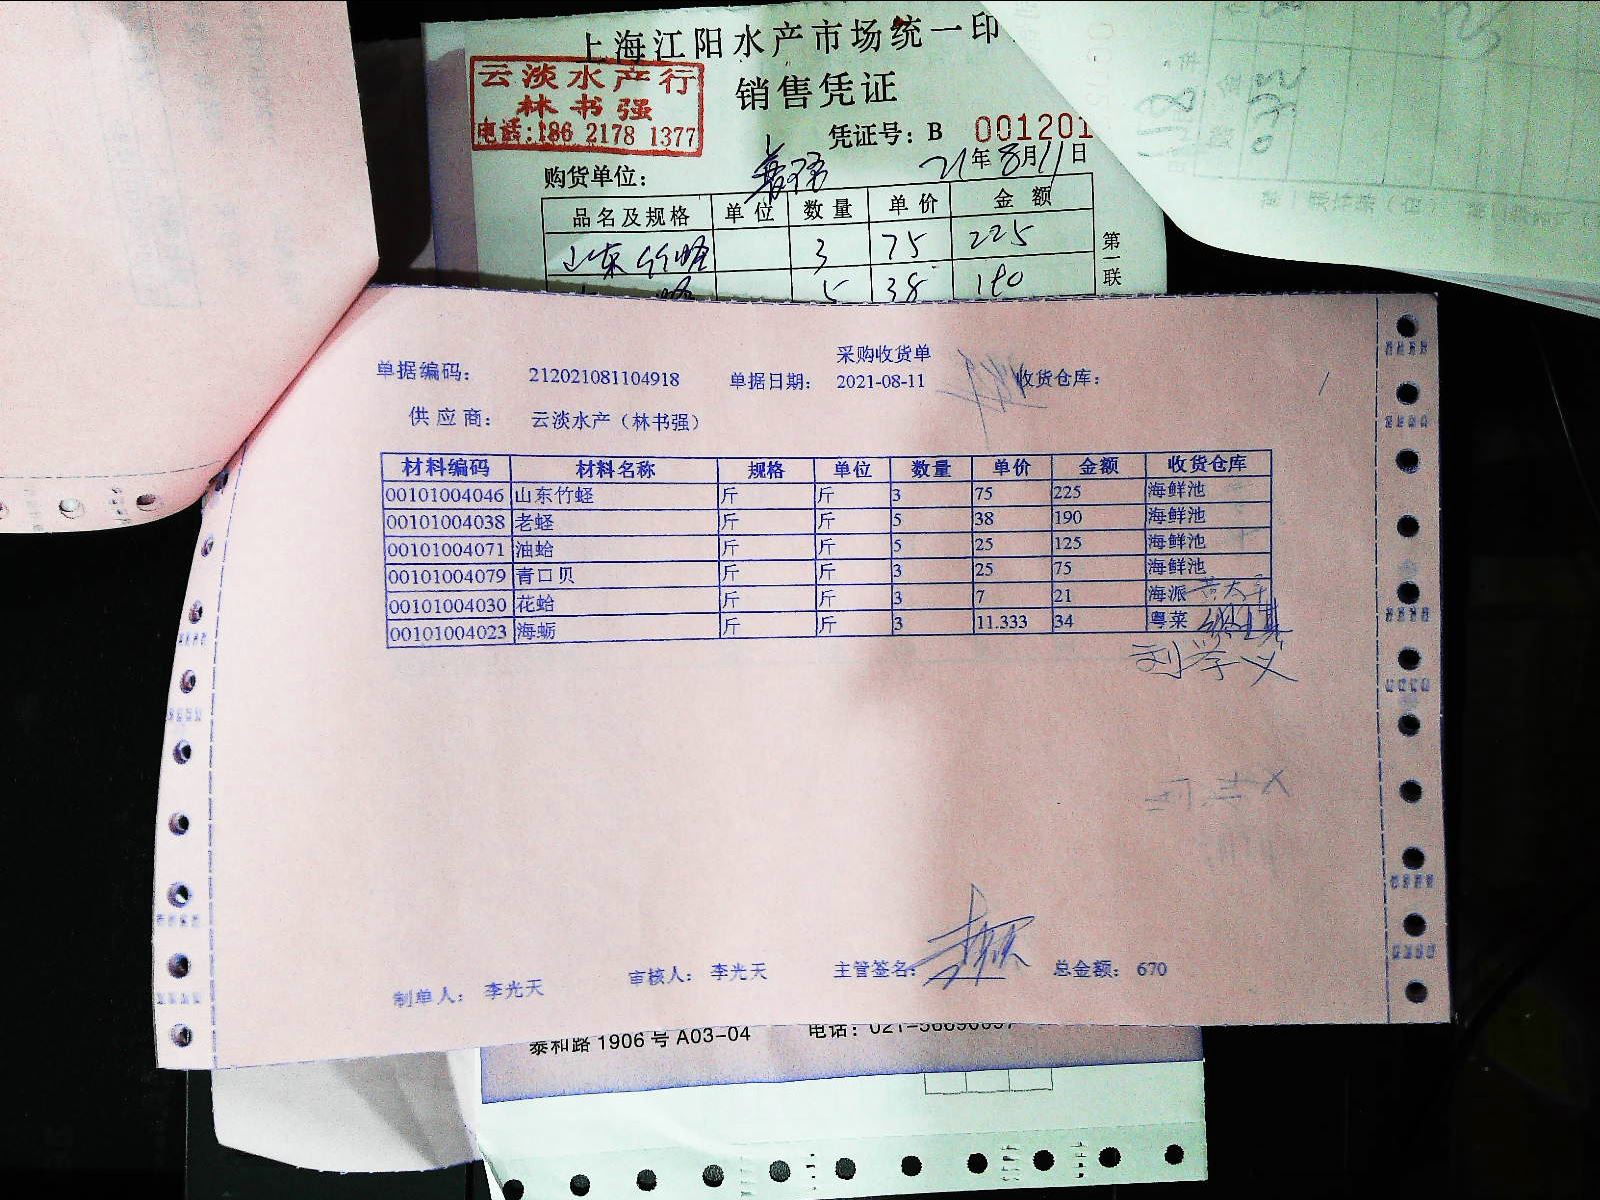 上海江阳水产市场统一印
云淡水产行
林书强
电话:186 2178 1377
销售凭证
凭证号：B 001201
21年8月11日
购货单位：
品名及规格 单位 数量 单价 金额
山东竹蛏 3 75 225
5 38 190
第一联
采购收货单
单据编码： 212021081104918 单据日期： 2021-08-11 收货仓库：
供应商： 云淡水产（林书强）
材料编码 材料名称 规格 单位 数量 单价 金额 收货仓库
00101004046 山东竹蛏 斤 斤 3 75 225 海鲜池
00101004038 老蛏 斤 斤 5 38 190 海鲜池
00101004071 油蛤 斤 斤 5 25 125 海鲜池
00101004079 青口贝 斤 斤 3 25 75 海鲜池
00101004030 花蛤 斤 斤 3 7 21 海派
00101004023 海蛎 斤 斤 3 11.333 34 粤菜
刘学义
制单人： 李光天 审核人： 李光天 主管签名： 总金额： 670
泰和路1906号A03-04 电话：021-